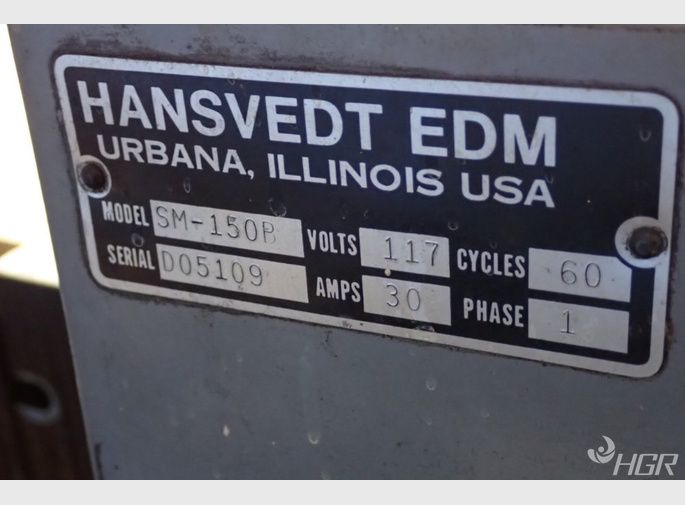 HANSVEDT EDM
URBANA, ILLINOIS USA
MODEL SM-150B VOLTS 117 CYCLES 60
SERIAL D05109 AMPS 30 PHASE 1
HGR